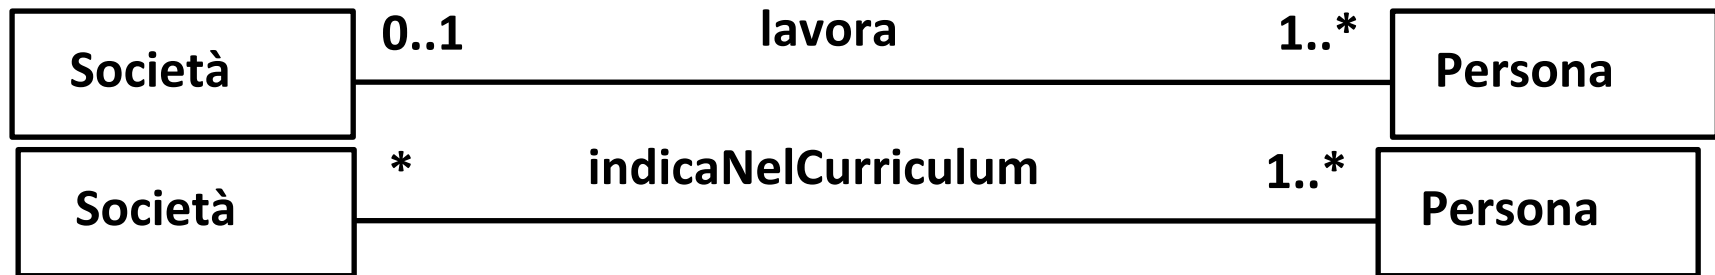 0..1 lavora 1..*
Società Persona
* indicaNelCurriculum 1..*
Società Persona